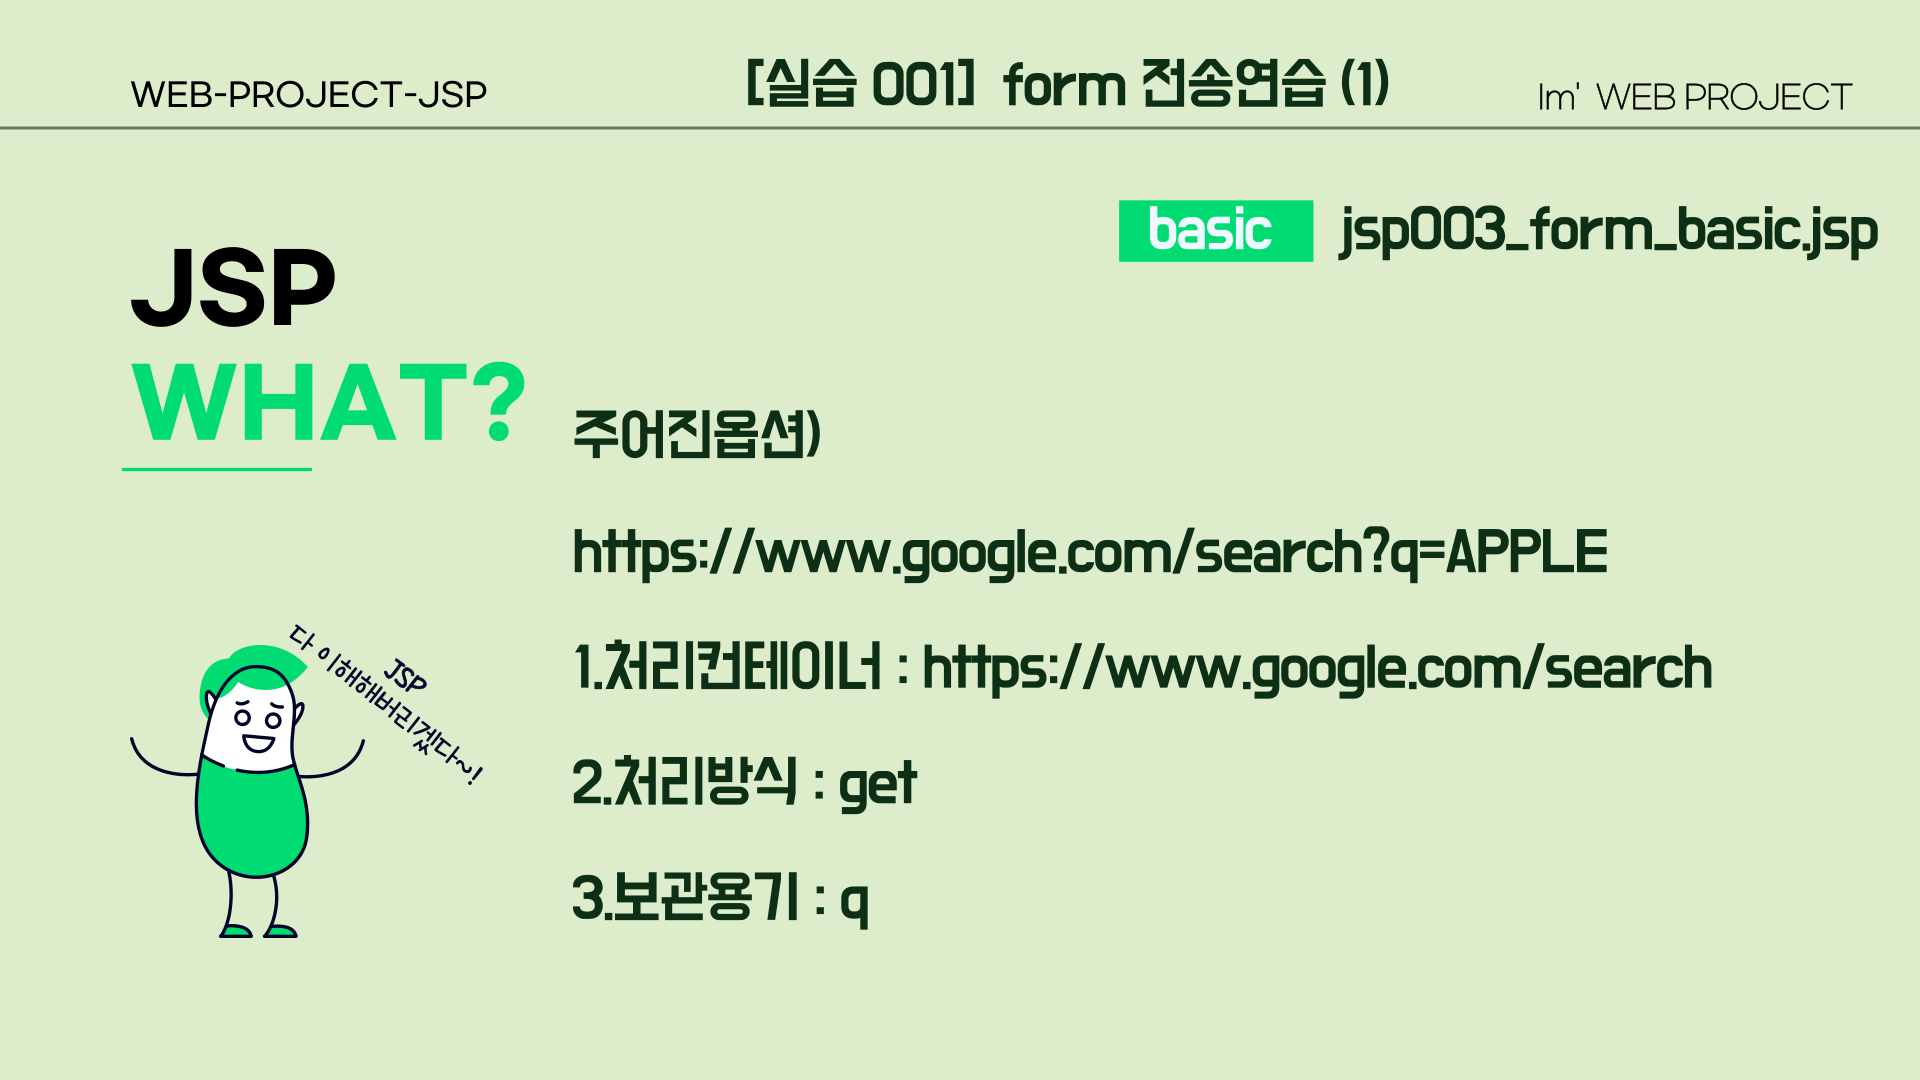 WEB-PROJECT-JSP
[실습 001] form 전송연습 (1)
Im' WEB PROJECT
basic
jsp003_form_basic.jsp
JSP
WHAT?
주어진옵션)
https://www.google.com/search?q=APPLE
1.처리컨테이너 : https://www.google.com/search
2.처리방식 : get
3.보관용기 : q
JSP
다 이해해버리겠다~!